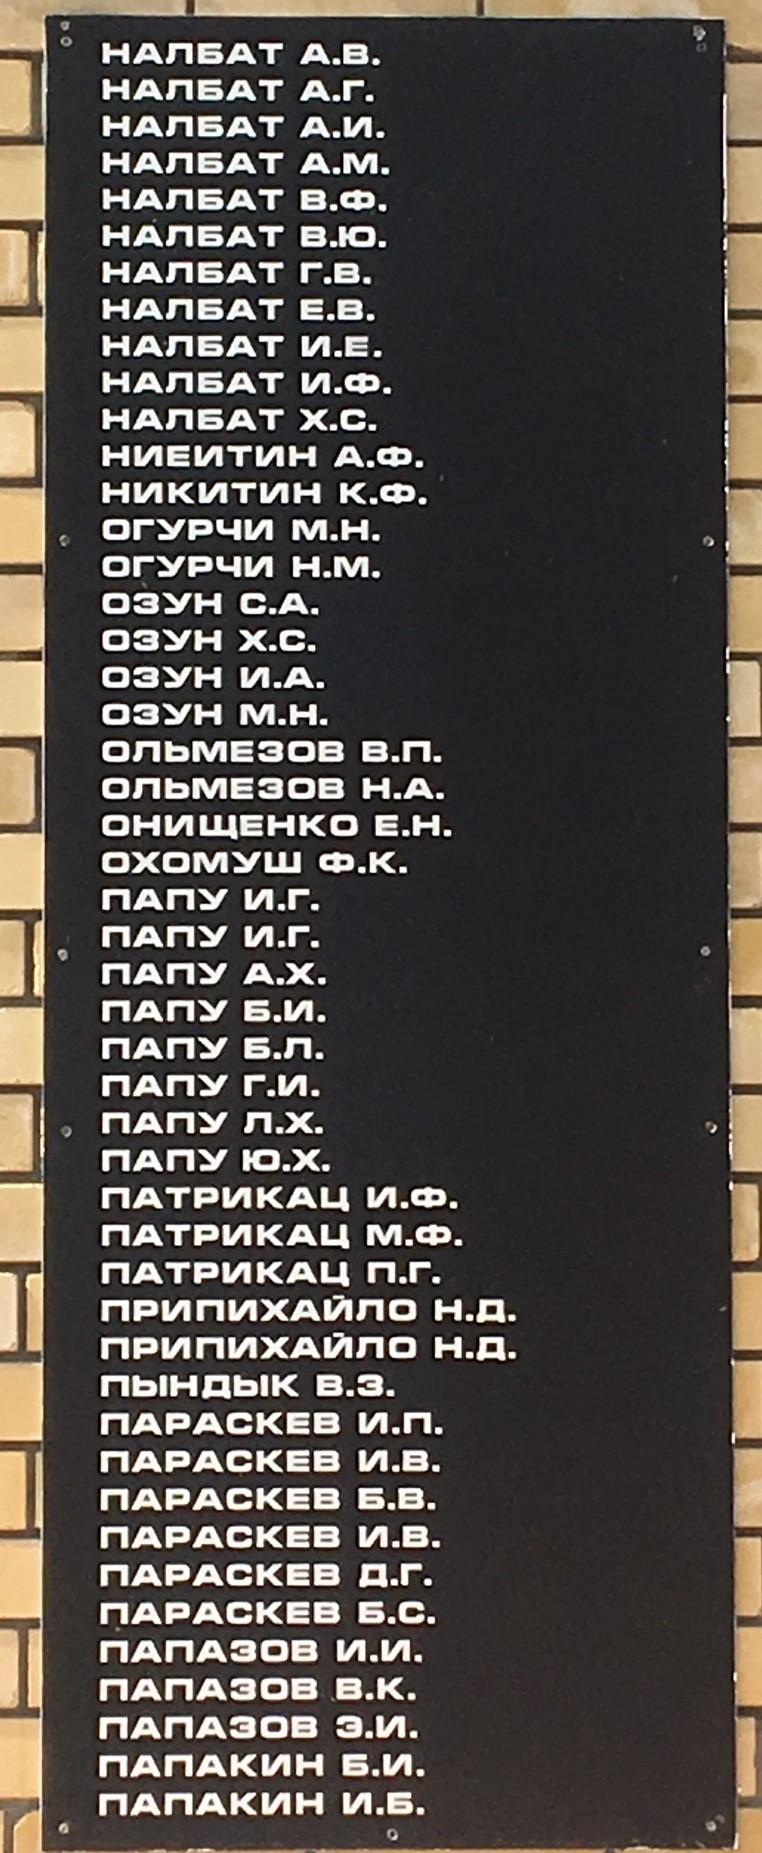 НАЛБАТ А.В.
НАЛБАТ А.Г.
НАЛБАТ А.И.
НАЛБАТ А.М.
НАЛБАТ В.Ф.
НАЛБАТ В.Ю.
НАЛБАТ Г.В.
НАЛБАТ Е.В.
НАЛБАТ И.Е.
НАЛБАТ И.Ф.
НАЛБАТ Х.С.
НИЕИТИН А.Ф.
НИКИТИН К.Ф.
ОГУРЧИ М.Н.
ОГУРЧИ Н.М.
ОЗУН С.А.
ОЗУН Х.С.
ОЗУН И.А.
ОЗУН М.Н.
ОЛЬМЕЗОВ В.П.
ОЛЬМЕЗОВ Н.А.
ОНИЩЕНКО Е.Н.
ОХОМУШ Ф.К.
ПАПУ И.Г.
ПАПУ И.Г.
ПАПУ А.Х.
ПАПУ Б.И.
ПАПУ Б.Л.
ПАПУ Г.И.
ПАПУ Л.Х.
ПАПУ Ю.Х.
ПАТРИКАЦ И.Ф.
ПАТРИКАЦ М.Ф.
ПАТРИКАЦ П.Г.
ПРИПИХАЙЛО Н.Д.
ПРИПИХАЙЛО Н.Д.
ПЫНДЫК В.З.
ПАРАСКЕВ И.П.
ПАРАСКЕВ И.В.
ПАРАСКЕВ Б.В.
ПАРАСКЕВ И.В.
ПАРАСКЕВ Д.Г.
ПАРАСКЕВ Б.С.
ПАПАЗОВ И.И.
ПАПАЗОВ В.К.
ПАПАЗОВ Э.И.
ПАПАКИН Б.И.
ПАПАКИН И.Б.